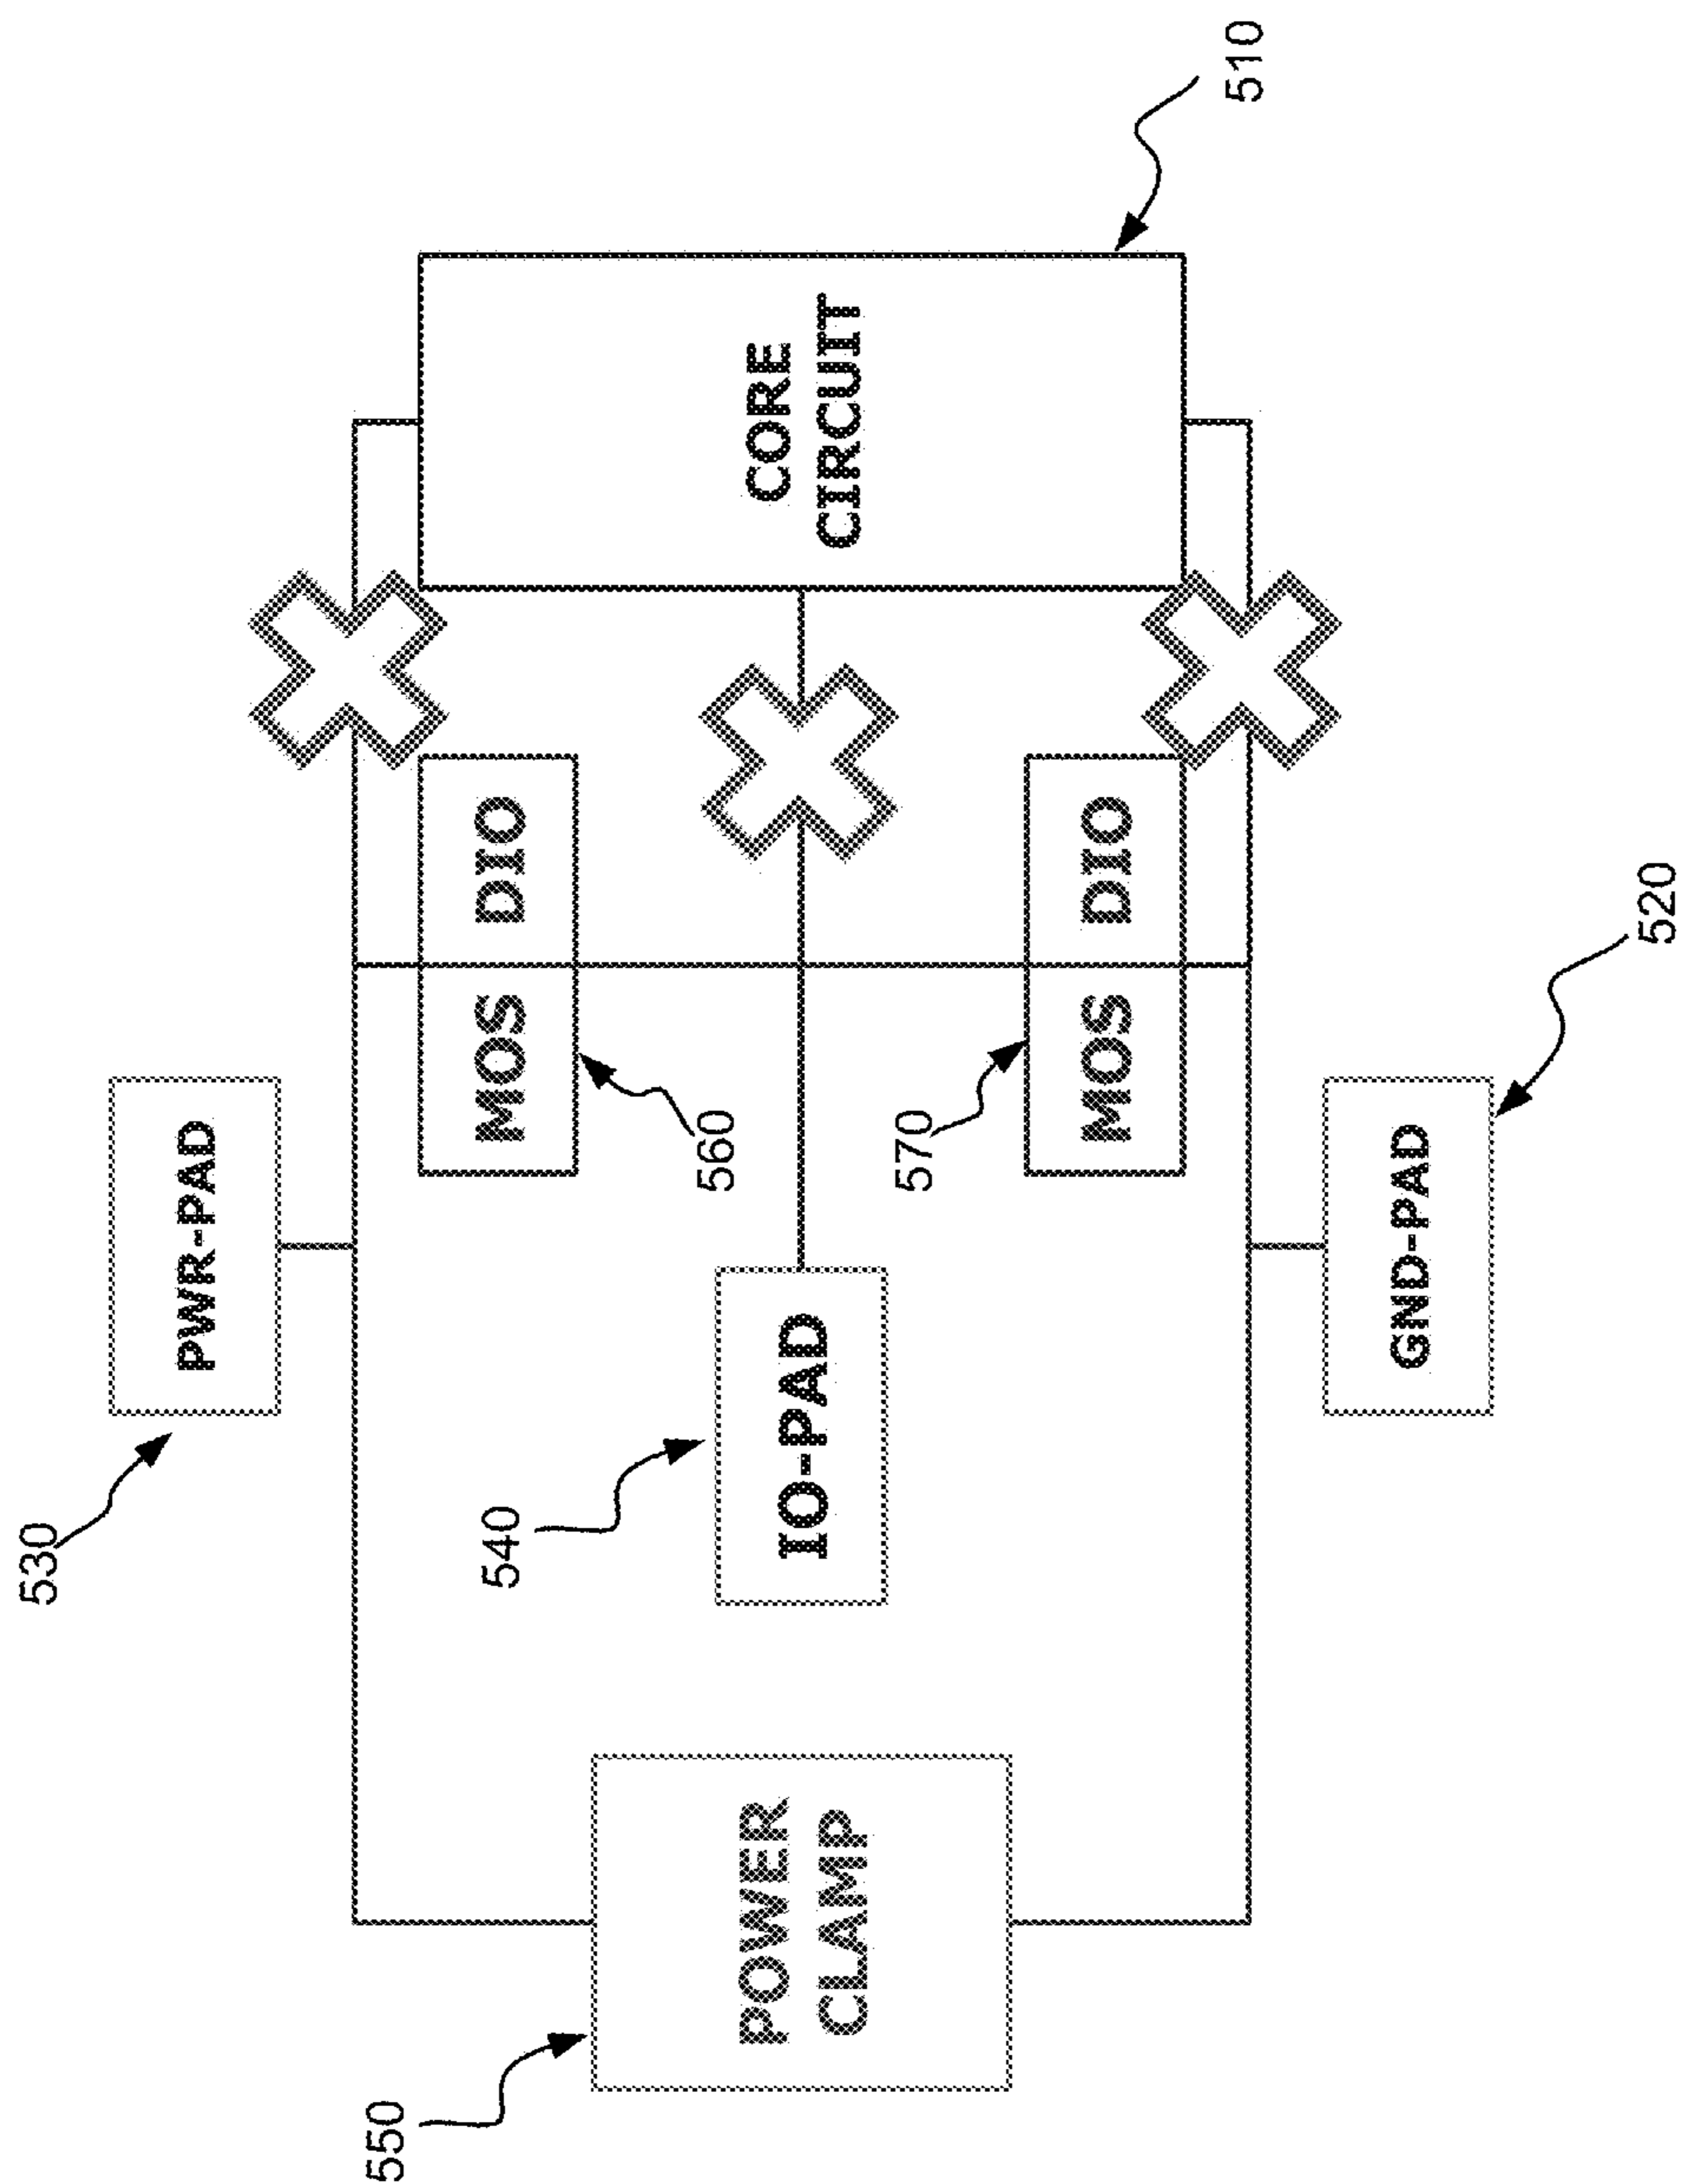 530
PWR-PAD
550
POWER
CLAMP
540
IO-PAD
MOS
DIO
560
570
MOS
DIO
CORE
CIRCUIT
510
GND-PAD
520